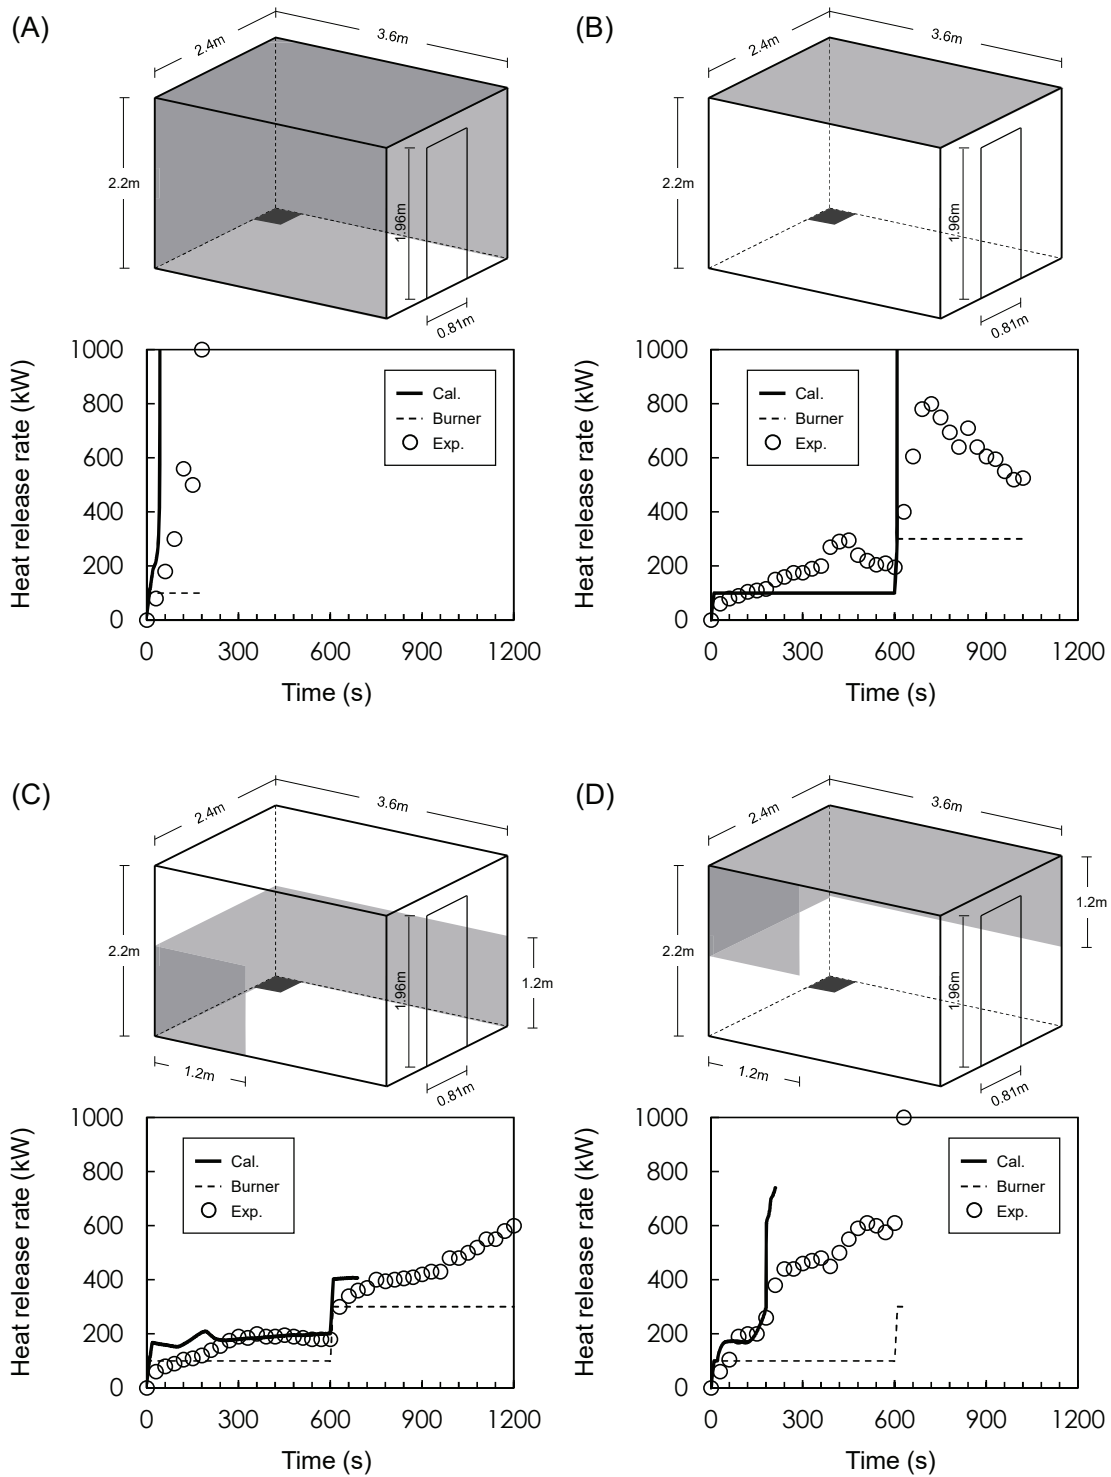 (A)
2.4m
3.6m
2.2m
1.96m
0.81m
Heat release rate (kW)
1000
800
600
400
200
0
Cal.
Burner
Exp.
0 300 600 900 1200
Time (s)
(B)
2.4m
3.6m
2.2m
1.96m
0.81m
Heat release rate (kW)
1000
800
600
400
200
0
Cal.
Burner
Exp.
0 300 600 900 1200
Time (s)
(C)
2.4m
3.6m
2.2m
1.96m
1.2m
1.2m
0.81m
Heat release rate (kW)
1000
800
600
400
200
0
Cal.
Burner
Exp.
0 300 600 900 1200
Time (s)
(D)
2.4m
3.6m
1.2m
2.2m
1.96m
1.2m
0.81m
Heat release rate (kW)
1000
800
600
400
200
0
Cal.
Burner
Exp.
0 300 600 900 1200
Time (s)